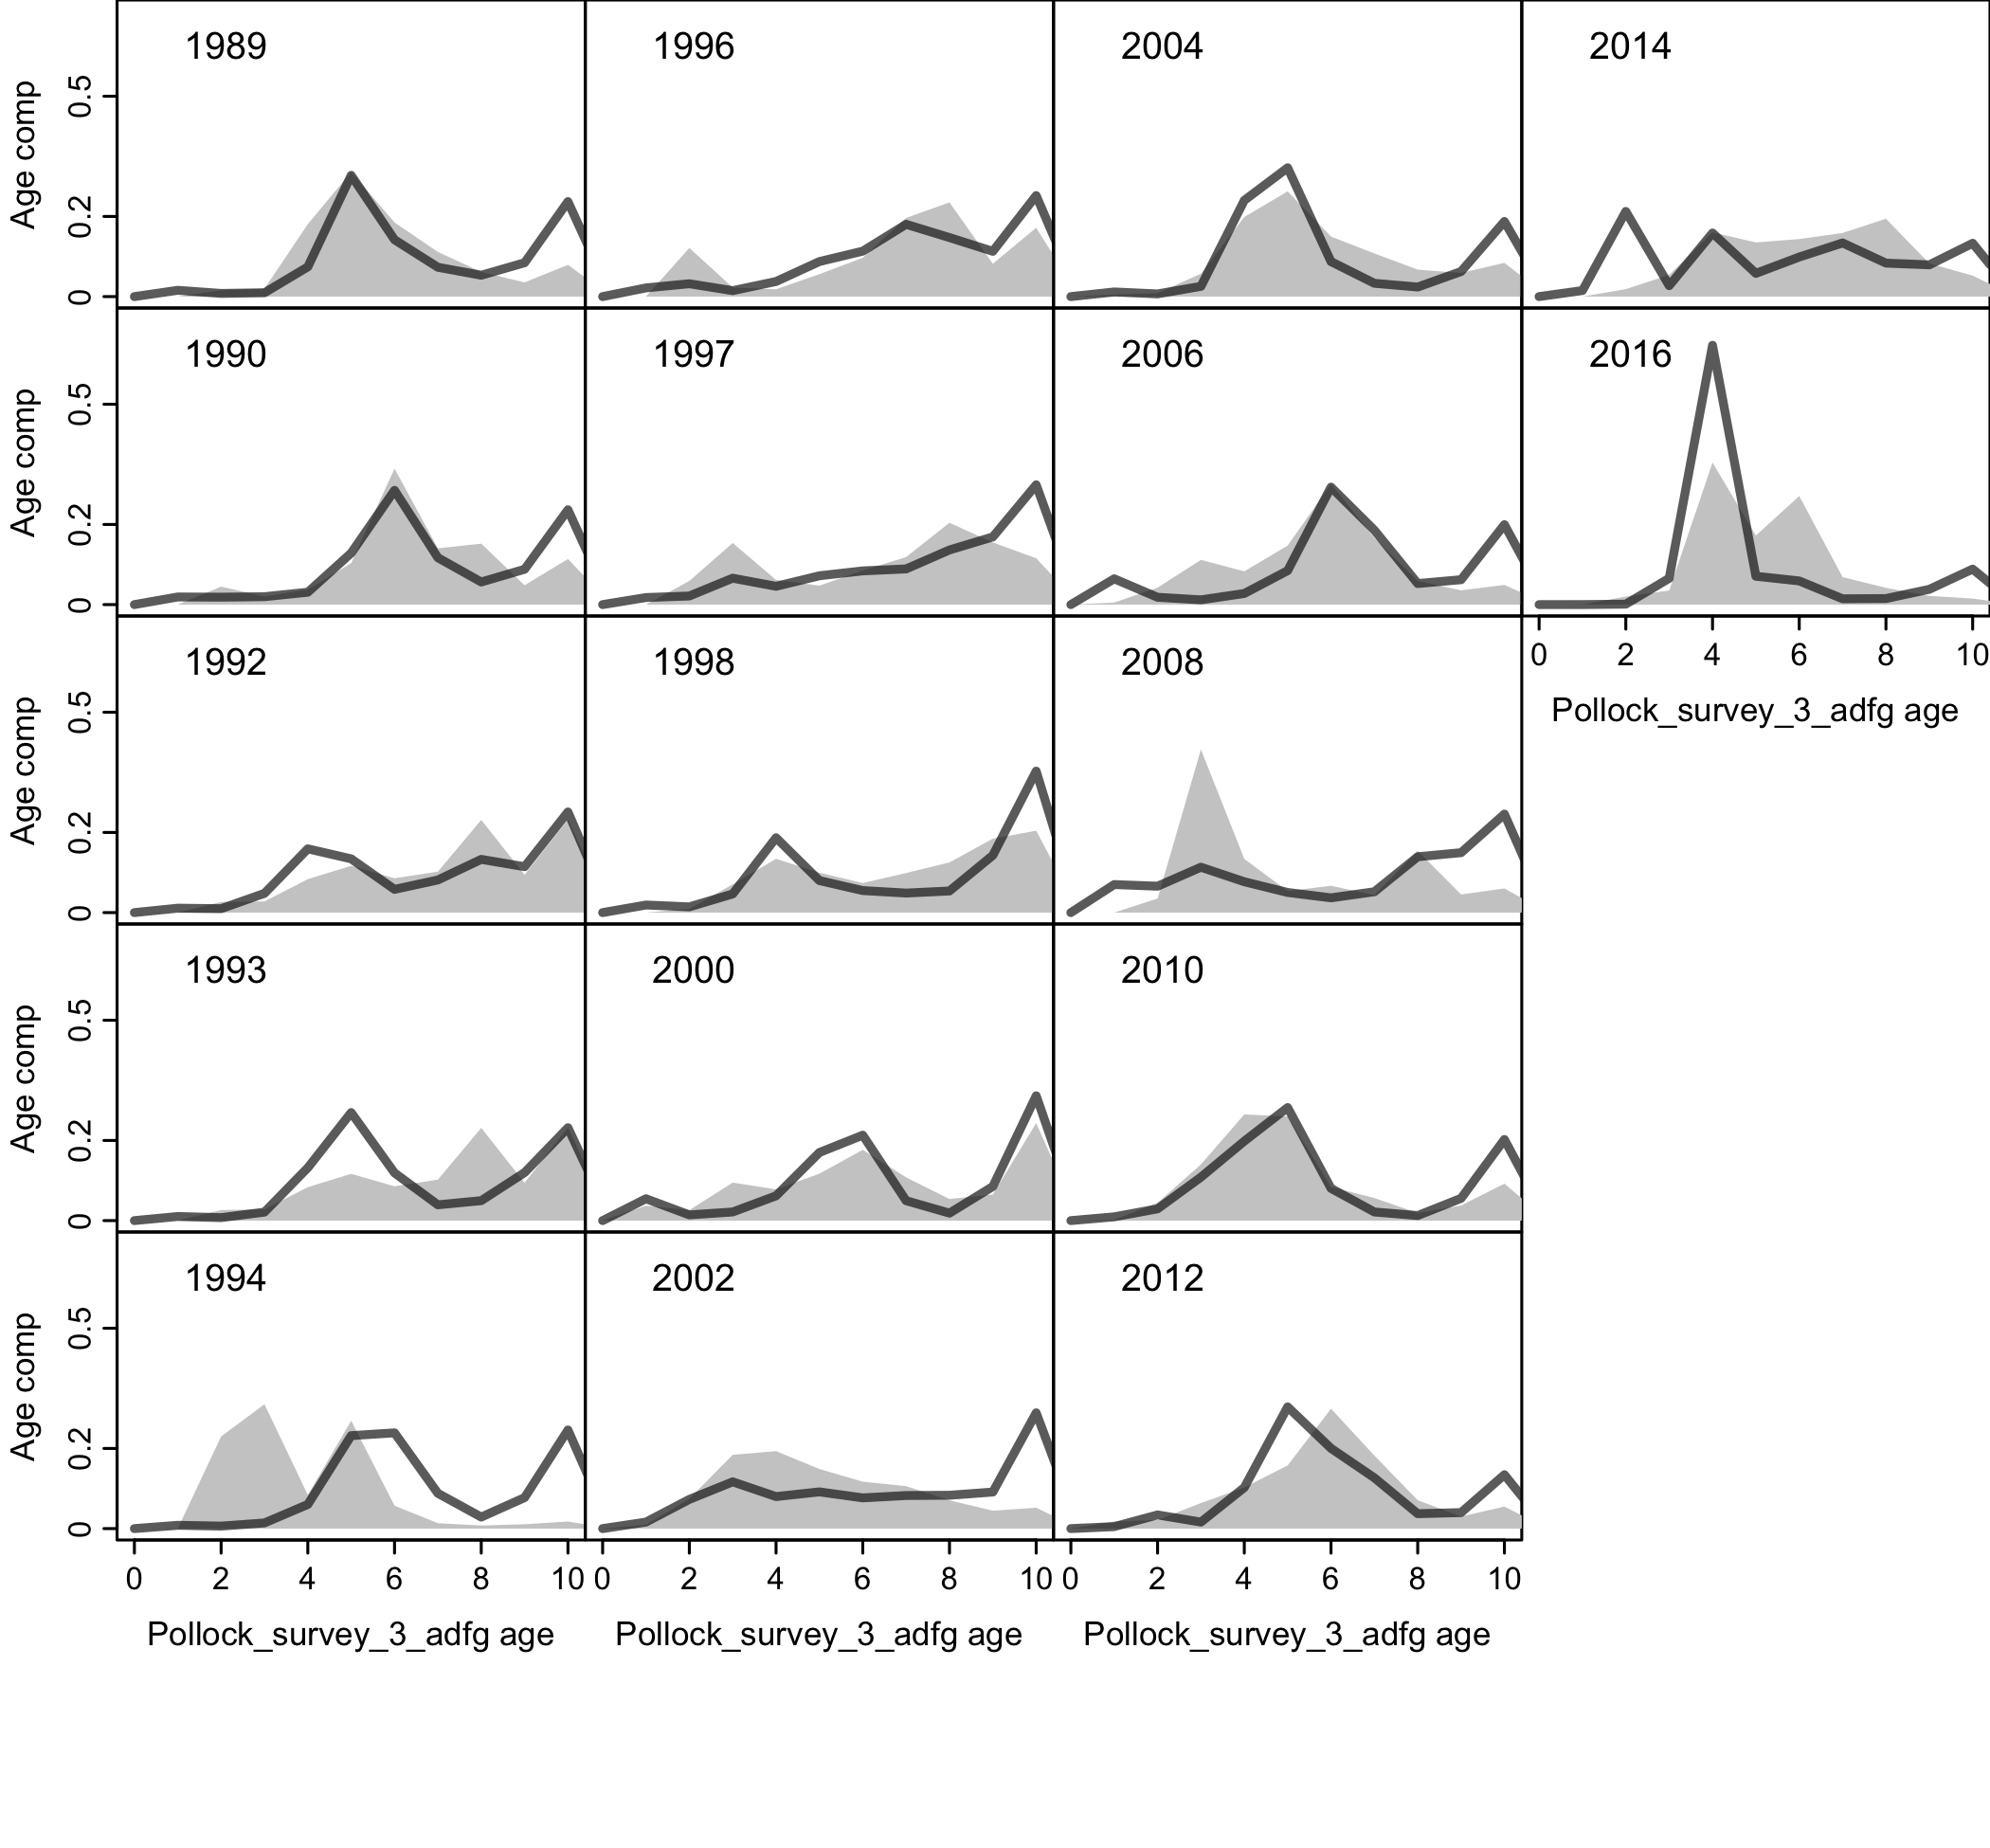 1989
1996
2004
2014
Age comp
0 0.2 0.5
1990
1997
2006
2016
Age comp
0 0.2 0.5
0 2 4 6 8 10
Pollock_survey_3_adfg age
1992
1998
2008
Age comp
0 0.2 0.5
1993
2000
2010
Age comp
0 0.2 0.5
1994
2002
2012
Age comp
0 0.2 0.5
0 2 4 6 8 10
0 2 4 6 8 10
0 2 4 6 8 10
Pollock_survey_3_adfg age
Pollock_survey_3_adfg age
Pollock_survey_3_adfg age